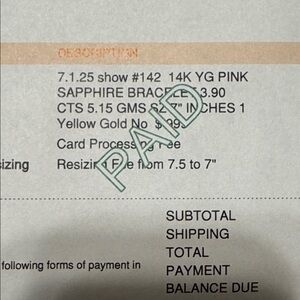 DESCRIPTION
7.1.25 show #142 14K YG PINK
SAPPHIRE BRACELET 3.90
CTS 5.15 GMS SZ 7" INCHES 1
Yellow Gold No $
Card Processing Fee
sizing Resizing Fee from 7.5 to 7"
PAID
SUBTOTAL
SHIPPING
TOTAL
following forms of payment in PAYMENT
BALANCE DUE